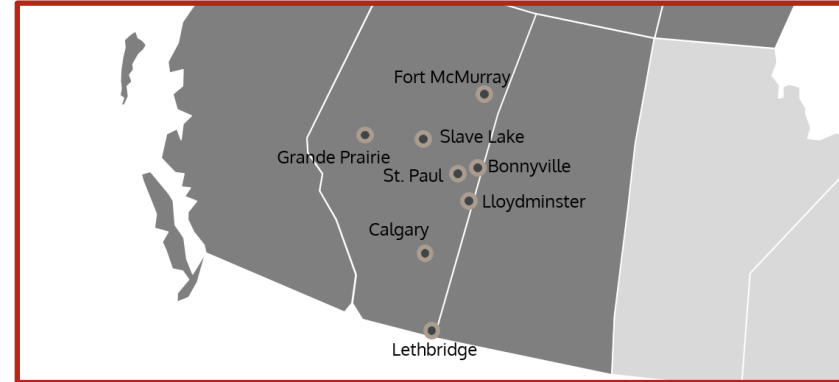 Fort McMurray
Slave Lake
Grande Prairie
Bonnyville
St. Paul
Lloydminster
Calgary
Lethbridge